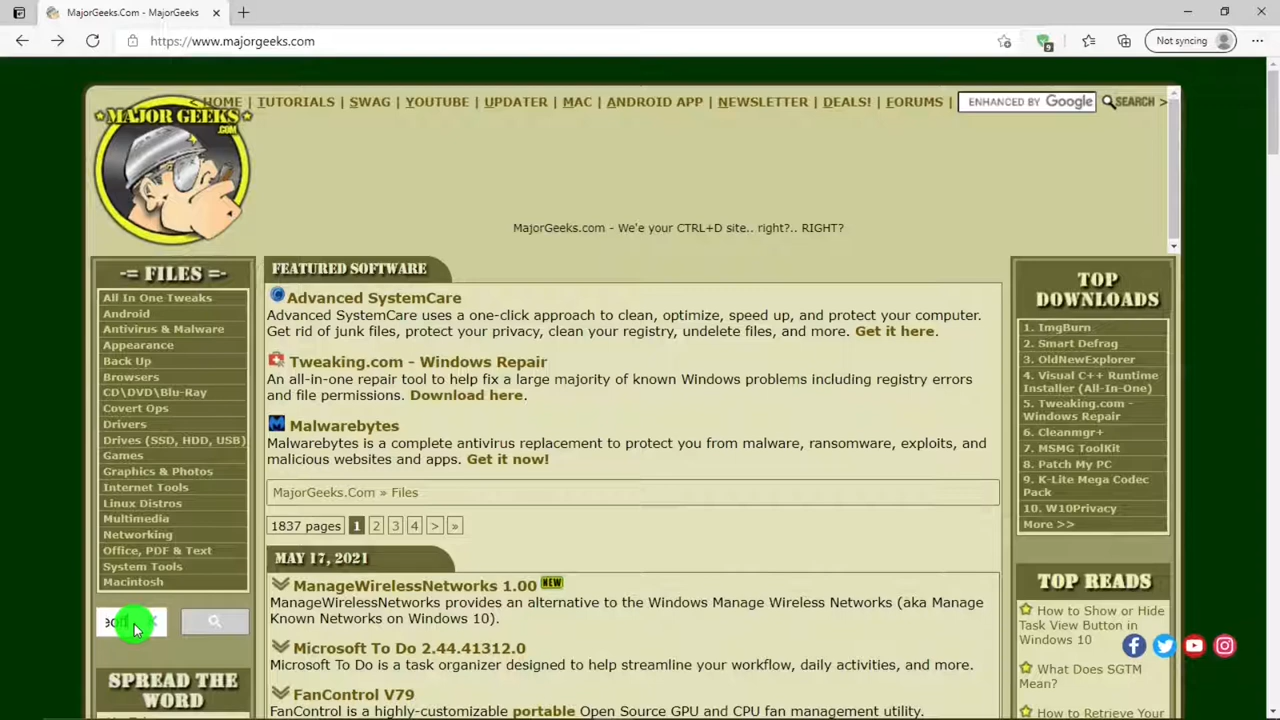 MajorGeeks.Com - MajorGeeks
https://www.majorgeeks.com
9
Not syncing
MAJOR GEEKS
.COM
< HOME | TUTORIALS | SWAG | YOUTUBE | UPDATER | MAC | ANDROID APP | NEWSLETTER | DEALS! | FORUMS | ENHANCED BY Google SEARCH >
MajorGeeks.com - We'e your CTRL+D site.. right?.. RIGHT?
-= FILES =-
All In One Tweaks
Android
Antivirus & Malware
Appearance
Back Up
Browsers
CD\DVD\Blu-Ray
Covert Ops
Drivers
Drives (SSD, HDD, USB)
Games
Graphics & Photos
Internet Tools
Linux Distros
Multimedia
Networking
Office, PDF & Text
System Tools
Macintosh
SPREAD THE
WORD
FEATURED SOFTWARE
Advanced SystemCare
Advanced SystemCare uses a one-click approach to clean, optimize, speed up, and protect your computer.
Get rid of junk files, protect your privacy, clean your registry, undelete files, and more. Get it here.
Tweaking.com - Windows Repair
An all-in-one repair tool to help fix a large majority of known Windows problems including registry errors
and file permissions. Download here.
Malwarebytes
Malwarebytes is a complete antivirus replacement to protect you from malware, ransomware, exploits, and
malicious websites and apps. Get it now!
MajorGeeks.Com » Files
1837 pages 1 2 3 4 > »
MAY 17, 2021
ManageWirelessNetworks 1.00 NEW
ManageWirelessNetworks provides an alternative to the Windows Manage Wireless Networks (aka Manage
Known Networks on Windows 10).
Microsoft To Do 2.44.41312.0
Microsoft To Do is a task organizer designed to help streamline your workflow, daily activities, and more.
FanControl V79
FanControl is a highly-customizable portable Open Source GPU and CPU fan management utility.
TOP
DOWNLOADS
1. ImgBurn
2. Smart Defrag
3. OldNewExplorer
4. Visual C++ Runtime
Installer (All-In-One)
5. Tweaking.com -
Windows Repair
6. Cleanmgr+
7. MSMG ToolKit
8. Patch My PC
9. K-Lite Mega Codec
Pack
10. W10Privacy
More >>
TOP READS
How to Show or Hide
Task View Button in
Windows 10
What Does SGTM
Mean?
How to Retrieve Your